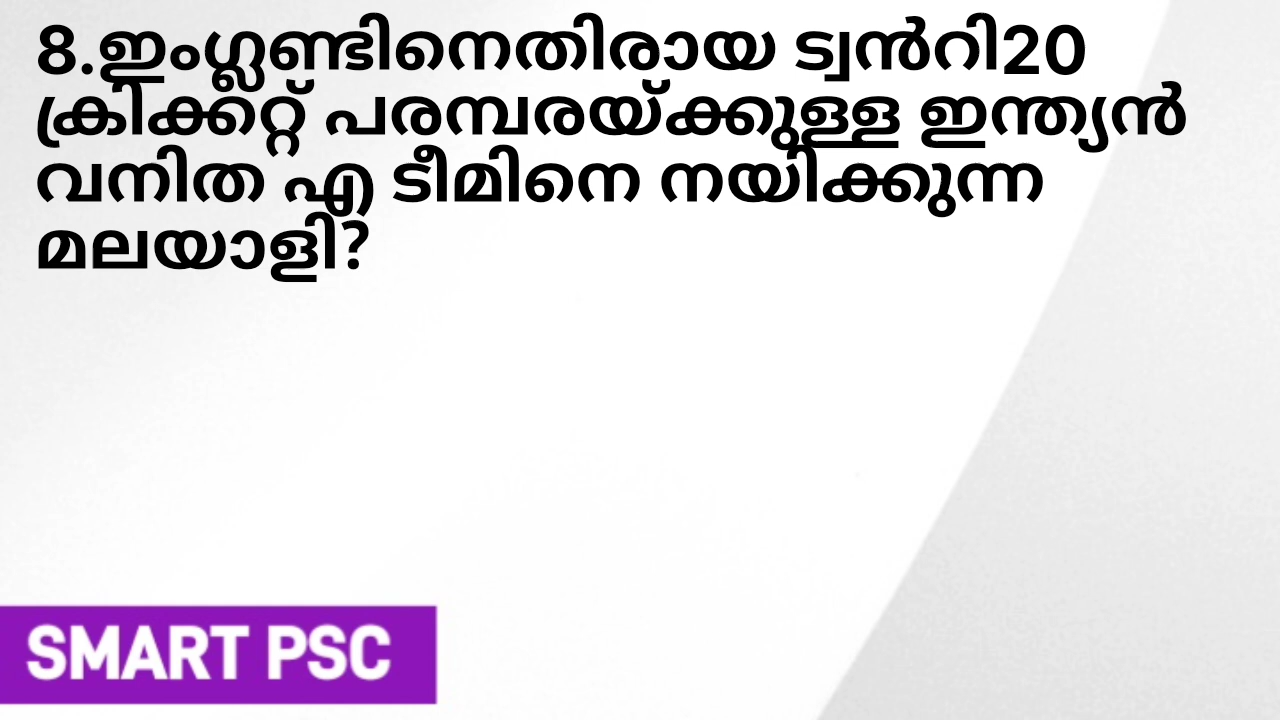 8.ഇംഗ്ലണ്ടിനെതിരായ ട്വൻറി20
ക്രിക്കറ്റ് പരമ്പരയ്ക്കുള്ള ഇന്ത്യൻ
വനിത എ ടീമിനെ നയിക്കുന്ന
മലയാളി?
SMART PSC